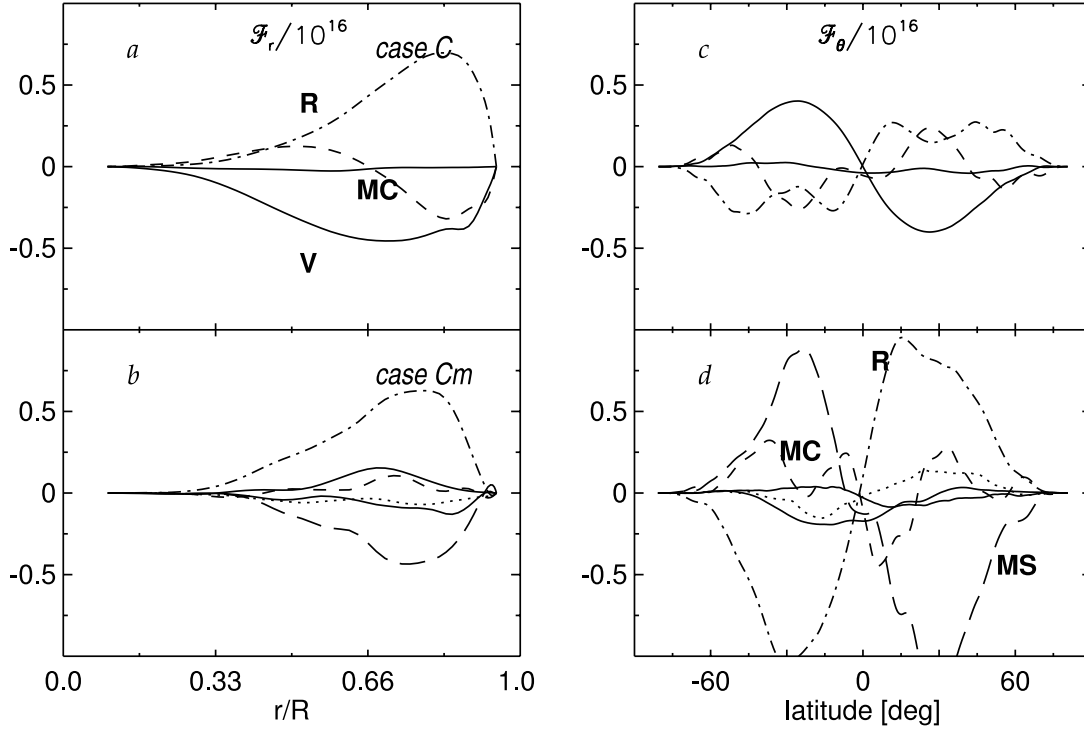 a
ℱr/10^16
case C
0.5
0
-0.5
R
MC
V
c
ℱθ/10^16
0.5
0
-0.5
b
case Cm
0.5
0
-0.5
0.0 0.33 0.66 1.0
r/R
d
R
MC
MS
0.5
0
-0.5
-60 0 60
latitude [deg]